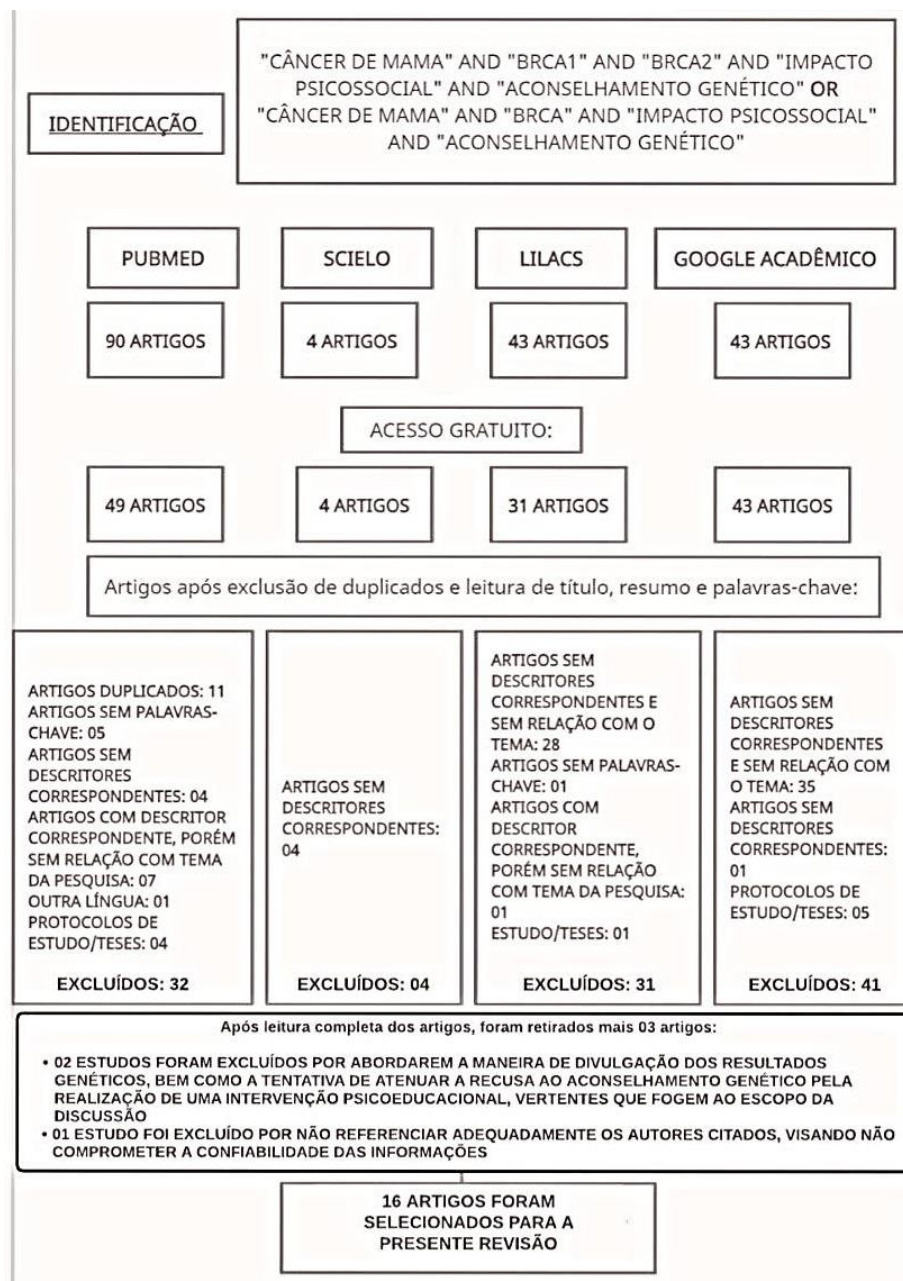 "CÂNCER DE MAMA" AND "BRCA1" AND "BRCA2" AND "IMPACTO
PSICOSSOCIAL" AND "ACONSELHAMENTO GENÉTICO" OR
"CÂNCER DE MAMA" AND "BRCA" AND "IMPACTO PSICOSSOCIAL"
AND "ACONSELHAMENTO GENÉTICO"
IDENTIFICAÇÃO
PUBMED
SCIELO
LILACS
GOOGLE ACADÊMICO
90 ARTIGOS
4 ARTIGOS
43 ARTIGOS
43 ARTIGOS
ACESSO GRATUITO:
49 ARTIGOS
4 ARTIGOS
31 ARTIGOS
43 ARTIGOS
Artigos após exclusão de duplicados e leitura de título, resumo e palavras-chave:
ARTIGOS DUPLICADOS: 11
ARTIGOS SEM PALAVRAS-
CHAVE: 05
ARTIGOS SEM
DESCRITORES
CORRESPONDENTES: 04
ARTIGOS COM DESCRITOR
CORRESPONDENTE, PORÉM
SEM RELAÇÃO COM TEMA
DA PESQUISA: 07
OUTRA LÍNGUA: 01
PROTOCOLOS DE
ESTUDO/TESES: 04
EXCLUÍDOS: 32
ARTIGOS SEM
DESCRITORES
CORRESPONDENTES:
04
EXCLUÍDOS: 04
ARTIGOS SEM
DESCRITORES
CORRESPONDENTES E
SEM RELAÇÃO COM O
TEMA: 28
ARTIGOS SEM PALAVRAS-
CHAVE: 01
ARTIGOS COM
DESCRITOR
CORRESPONDENTE,
PORÉM SEM RELAÇÃO
COM TEMA DA PESQUISA:
01
ESTUDO/TESES: 01
EXCLUÍDOS: 31
ARTIGOS SEM
DESCRITORES
CORRESPONDENTES
E SEM RELAÇÃO COM
O TEMA: 35
ARTIGOS SEM
DESCRITORES
CORRESPONDENTES:
01
PROTOCOLOS DE
ESTUDO/TESES: 05
EXCLUÍDOS: 41
Após leitura completa dos artigos, foram retirados mais 03 artigos:
• 02 ESTUDOS FORAM EXCLUÍDOS POR ABORDAREM A MANEIRA DE DIVULGAÇÃO DOS RESULTADOS
GENÉTICOS, BEM COMO A TENTATIVA DE ATENUAR A RECUSA AO ACONSELHAMENTO GENÉTICO PELA
REALIZAÇÃO DE UMA INTERVENÇÃO PSICOEDUCACIONAL, VERTENTES QUE FOGEM AO ESCOPO DA
DISCUSSÃO
• 01 ESTUDO FOI EXCLUÍDO POR NÃO REFERENCIAR ADEQUADAMENTE OS AUTORES CITADOS, VISANDO NÃO
COMPROMETER A CONFIABILIDADE DAS INFORMAÇÕES
16 ARTIGOS FORAM
SELECIONADOS PARA A
PRESENTE REVISÃO